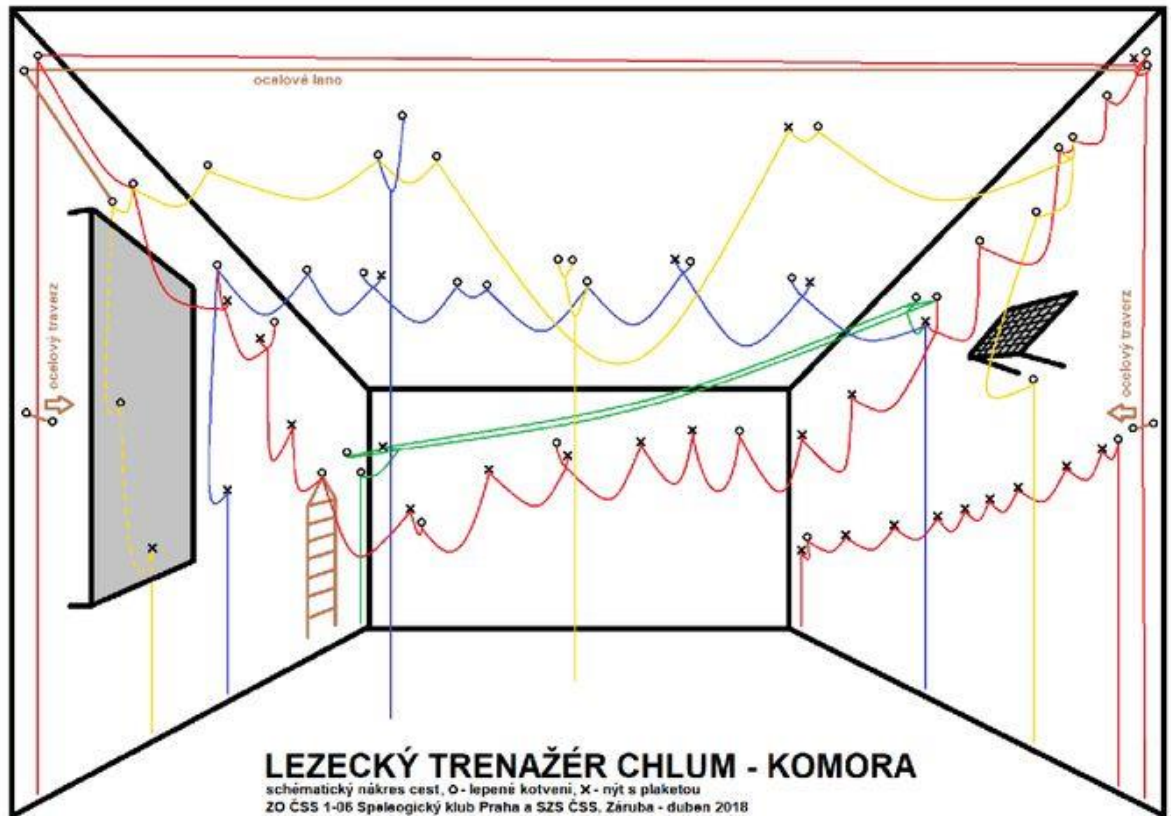 ocelové lano
ocelový traverz
ocelový traverz
LEZECKÝ TRENAŽÉR CHLUM - KOMORA
schématický nákres cest, o - lepené kotvení, x - nýt s plaketou
ZO ČSS 1-06 Speleogický klub Praha a SZS ČSS, Záruba - duben 2018